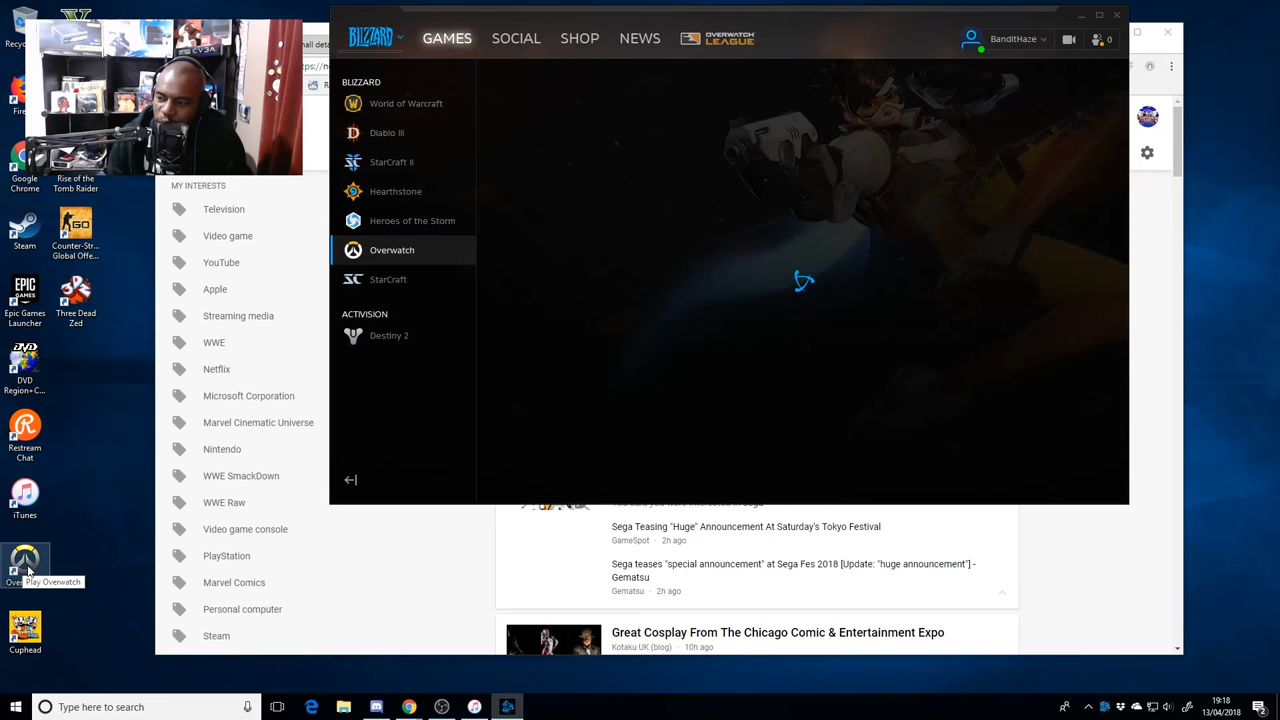 Recy
Fire
Google
Chrome
Rise of the
Tomb Raider
Steam
Counter-Str...
Global Offe...
Epic Games
Launcher
Three Dead
Zed
DVD
Region+C...
Restream
Chat
iTunes
Over
Play Overwatch
Cuphead
EVGA
BLIZZARD
GAMES
SOCIAL
SHOP
NEWS
OVERWATCH
LEAGUE
BanditHaze
0
BLIZZARD
World of Warcraft
Diablo III
StarCraft II
Hearthstone
Heroes of the Storm
Overwatch
StarCraft
ACTIVISION
Destiny 2
MY INTERESTS
Television
Video game
YouTube
Apple
Streaming media
WWE
Netflix
Microsoft Corporation
Marvel Cinematic Universe
Nintendo
WWE SmackDown
WWE Raw
Video game console
PlayStation
Marvel Comics
Personal computer
Steam
Sega Teasing "Huge" Announcement At Saturday's Tokyo Festival
GameSpot • 2h ago
Sega teases "special announcement" at Sega Fes 2018 [Update: "huge announcement"] -
Gematsu
Gematsu • 2h ago
Great Cosplay From The Chicago Comic & Entertainment Expo
Kotaku UK (blog) • 10h ago
Type here to search
19:18
13/04/2018
2